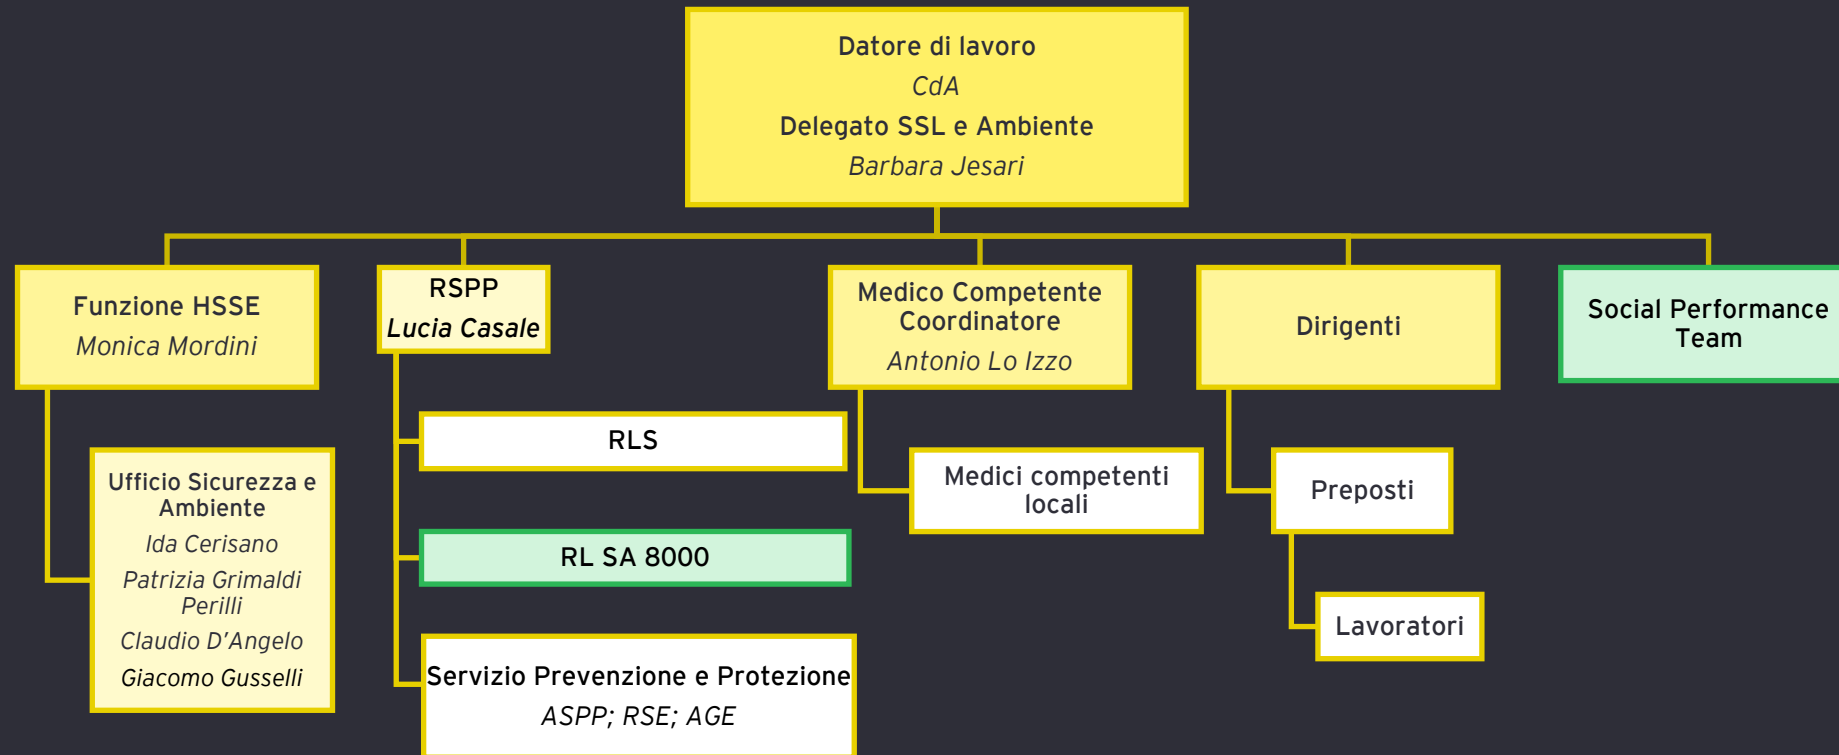 Datore di lavoro
CdA
Delegato SSL e Ambiente
Barbara Jesari
Funzione HSSE
Monica Mordini
RSPP
Lucia Casale
Medico Competente
Coordinatore
Antonio Lo Izzo
Dirigenti
Social Performance
Team
Ufficio Sicurezza e
Ambiente
Ida Cerisano
Patrizia Grimaldi
Perilli
Claudio D'Angelo
Giacomo Gusselli
RLS
RL SA 8000
Servizio Prevenzione e Protezione
ASPP; RSE; AGE
Medici competenti
locali
Preposti
Lavoratori